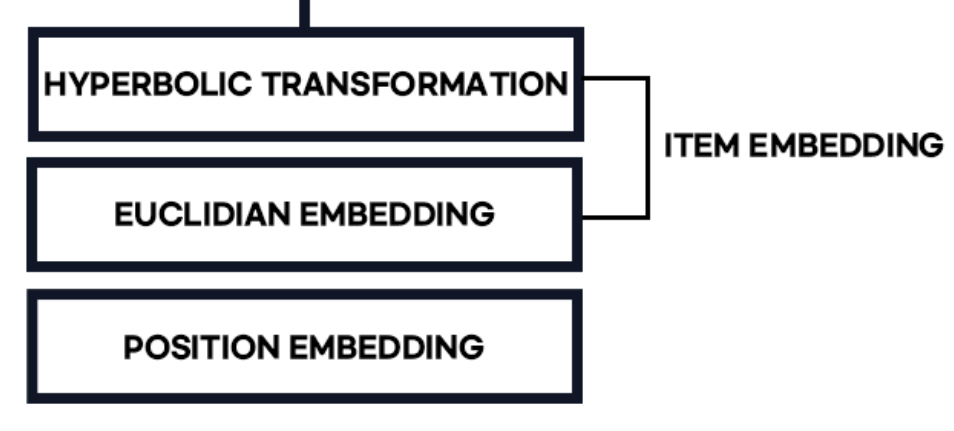 HYPERBOLIC TRANSFORMATION
ITEM EMBEDDING
EUCLIDIAN EMBEDDING
POSITION EMBEDDING